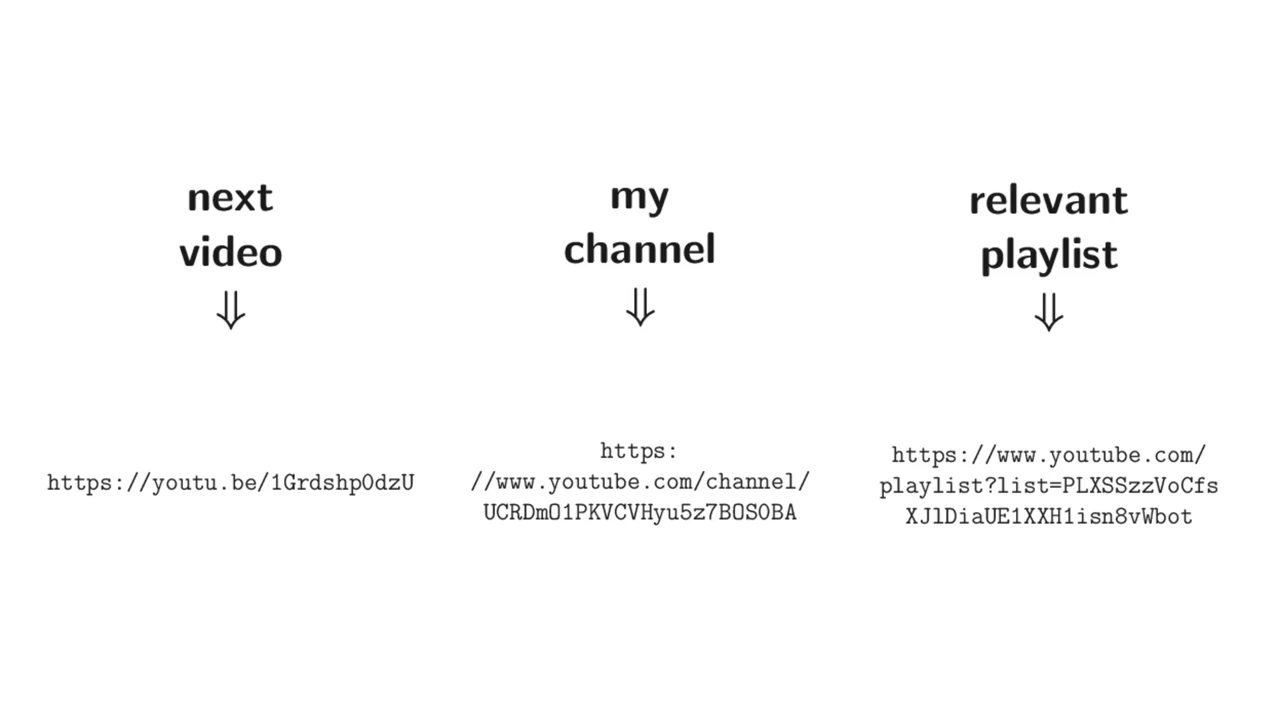 next
video
⇓
https://youtu.be/1Grdshp0dzU
my
channel
⇓
https:
//www.youtube.com/channel/
UCRDmO1PKVCVHyu5z7B0S0BA
relevant
playlist
⇓
https://www.youtube.com/
playlist?list=PLXSSzzVoCfs
XJlDiaUE1XXH1isn8vWbot